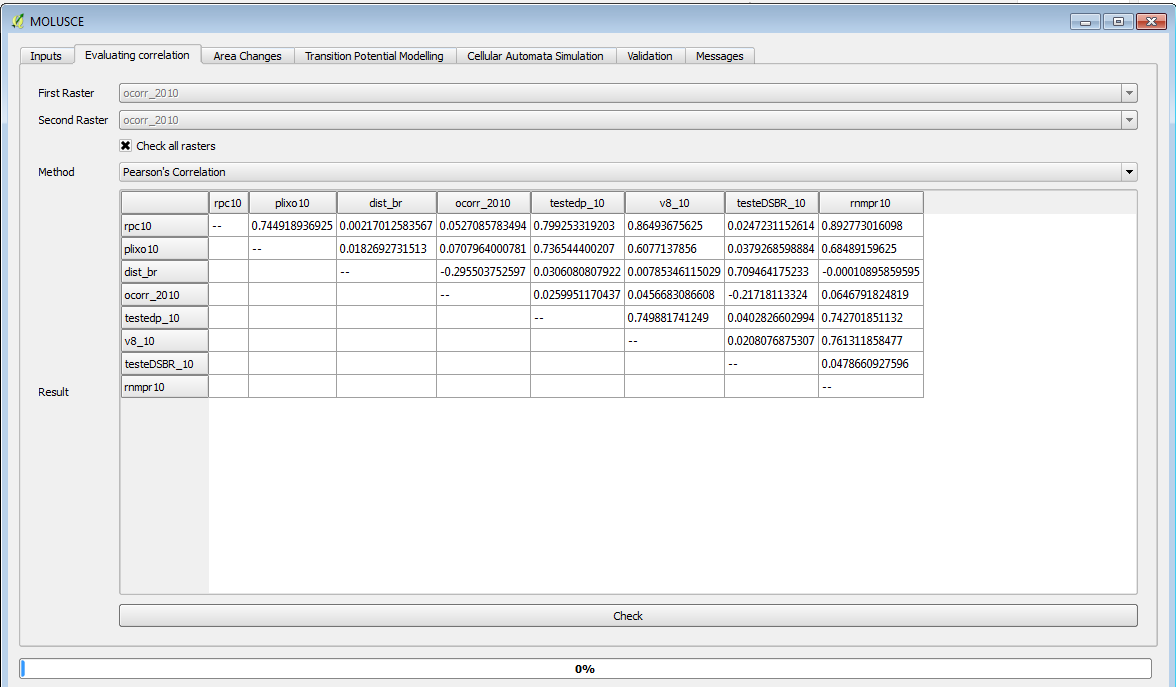 MOLUSCE
Inputs Evaluating correlation Area Changes Transition Potential Modelling Cellular Automata Simulation Validation Messages
First Raster ocorr_2010
Second Raster ocorr_2010
Check all rasters
Method Pearson's Correlation
rpc10 plixo10 dist_br ocorr_2010 testedp_10 v8_10 testeDSBR_10 rnmpr10
rpc10 -- 0.744918936925 0.00217012583567 0.0527085783494 0.799253319203 0.86493675625 0.0247231152614 0.892773016098
plixo10 -- 0.0182692731513 0.0707964000781 0.736544400207 0.6077137856 0.0379268598884 0.68489159625
dist_br -- -0.295503752597 0.0306080807922 0.00785346115029 0.709464175233 -0.00010895859595
ocorr_2010 -- 0.0259951170437 0.0456683086608 -0.21718113324 0.0646791824819
testedp_10 -- 0.749881741249 0.0402826602994 0.742701851132
v8_10 -- 0.0208076875307 0.761311858477
testeDSBR_10 -- 0.0478660927596
rnmpr10 --
Result
Check
0%